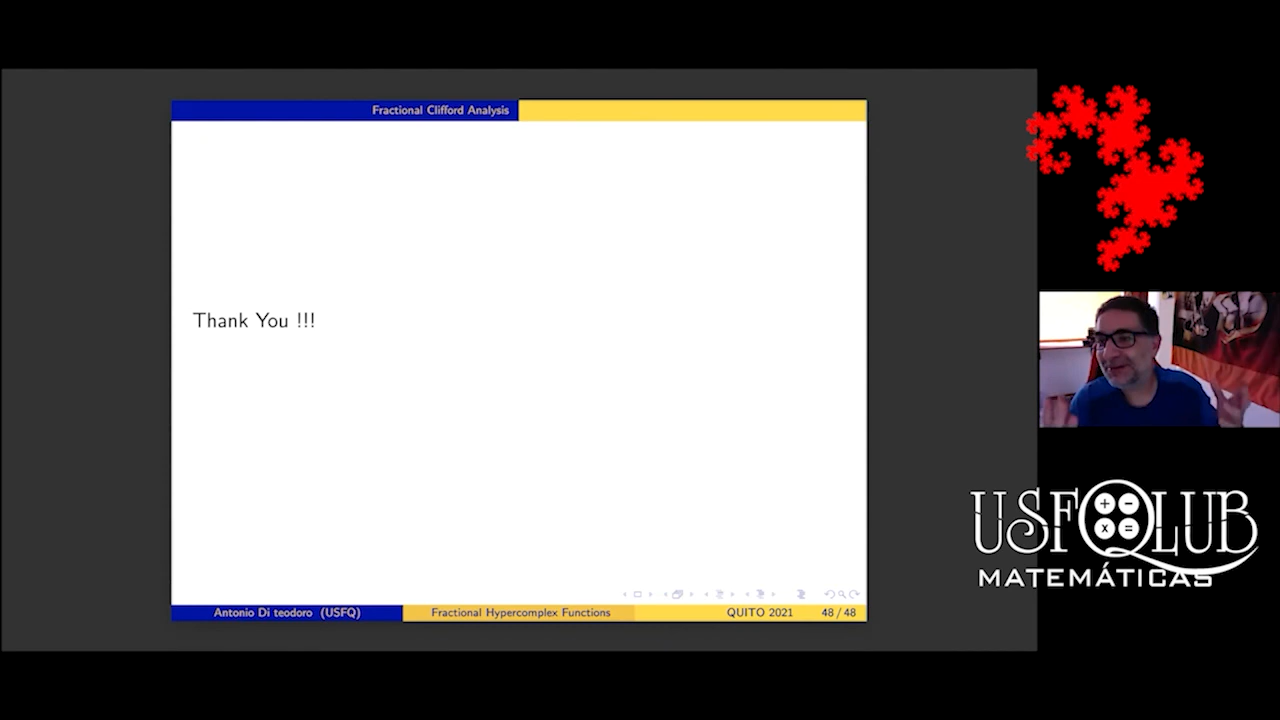 Fractional Clifford Analysis
Thank You !!!
Antonio Di teodoro (USFQ)
Fractional Hypercomplex Functions
QUITO 2021
48 / 48
USFQLUB
MATEMÁTICAS